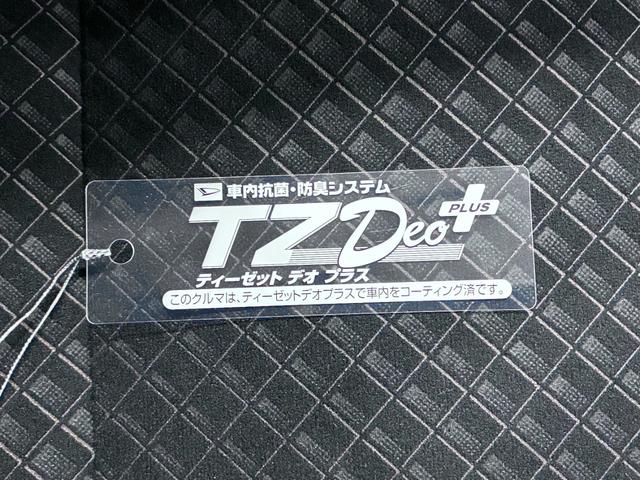 車内抗菌・防臭システム
TZ Deo PLUS
ティーゼット デオ プラス
このクルマは、ティーゼットデオプラスで車内をコーティング済です。